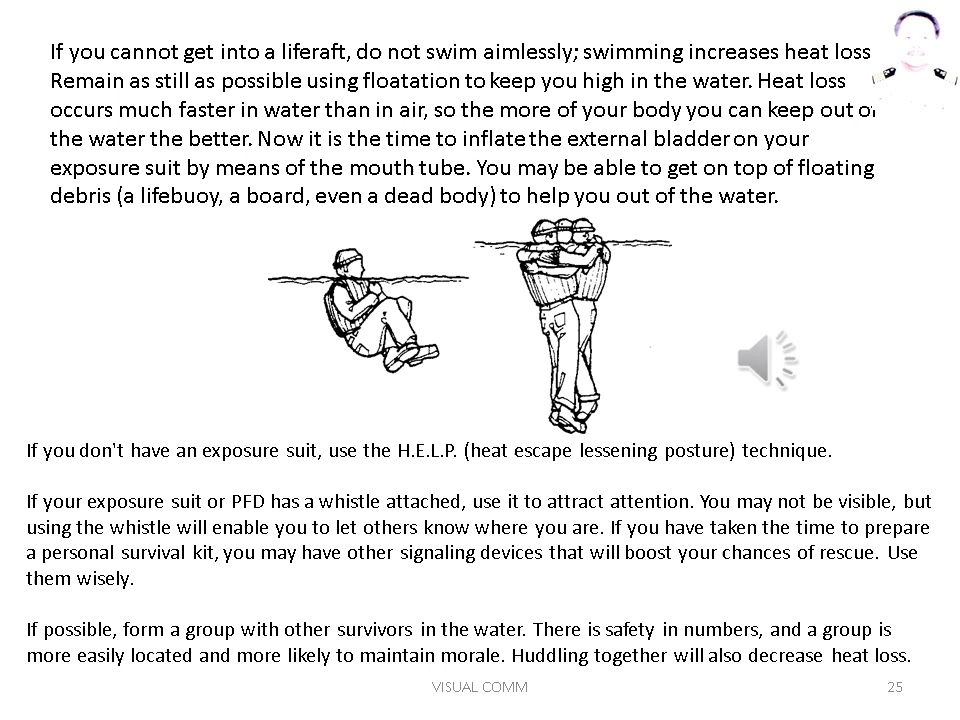 If you cannot get into a liferaft, do not swim aimlessly; swimming increases heat loss
Remain as still as possible using floatation to keep you high in the water. Heat loss
occurs much faster in water than in air, so the more of your body you can keep out of
the water the better. Now it is the time to inflate the external bladder on your
exposure suit by means of the mouth tube. You may be able to get on top of floating
debris (a lifebuoy, a board, even a dead body) to help you out of the water.
If you don't have an exposure suit, use the H.E.L.P. (heat escape lessening posture) technique.
If your exposure suit or PFD has a whistle attached, use it to attract attention. You may not be visible, but
using the whistle will enable you to let others know where you are. If you have taken the time to prepare
a personal survival kit, you may have other signaling devices that will boost your chances of rescue. Use
them wisely.
If possible, form a group with other survivors in the water. There is safety in numbers, and a group is
more easily located and more likely to maintain morale. Huddling together will also decrease heat loss.
VISUAL COMM
25